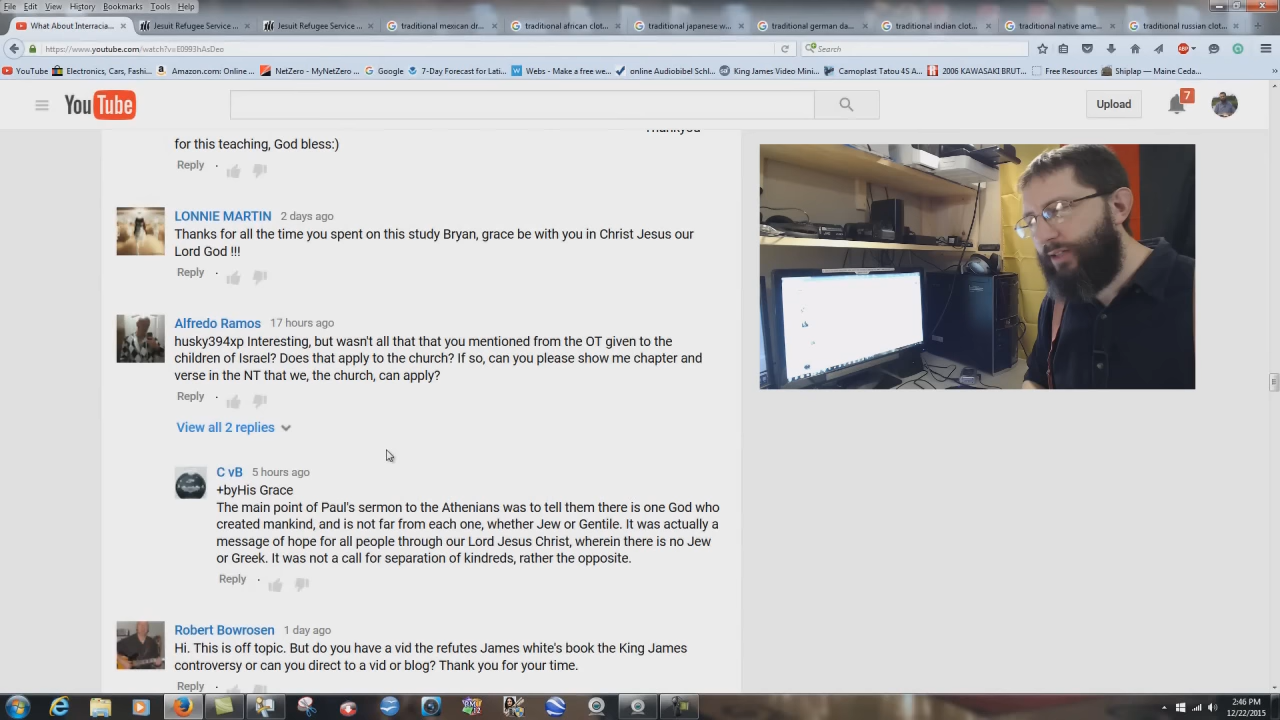 File Edit View History Bookmarks Tools Help
What About Interracia...
Jesuit Refugee Service ...
Jesuit Refugee Service ...
traditional mexcan dr...
traditional african clot...
traditional japanese w...
traditional german da...
traditional indian clot...
traditional native ame...
traditional russian clot...
https://www.youtube.com/watch?v=E0993hAsDeo
Search
YouTube
Electronics, Cars, Fashi...
Amazon.com: Online ...
NetZero - MyNetZero ...
Google
7-Day Forecast for Lati...
Webs - Make a free we...
online Audiobibel Schl...
King James Video Mini...
Camoplast Tatou 4S A...
2006 KAWASAKI BRUT...
Free Resources
Shiplap — Maine Ceda...
YouTube
Upload
7
Thankyou
for this teaching, God bless:)
Reply ·
LONNIE MARTIN 2 days ago
Thanks for all the time you spent on this study Bryan, grace be with you in Christ Jesus our
Lord God !!!
Reply ·
Alfredo Ramos 17 hours ago
husky394xp Interesting, but wasn't all that that you mentioned from the OT given to the
children of Israel? Does that apply to the church? If so, can you please show me chapter and
verse in the NT that we, the church, can apply?
Reply ·
View all 2 replies
C vB 5 hours ago
+byHis Grace
The main point of Paul's sermon to the Athenians was to tell them there is one God who
created mankind, and is not far from each one, whether Jew or Gentile. It was actually a
message of hope for all people through our Lord Jesus Christ, wherein there is no Jew
or Greek. It was not a call for separation of kindreds, rather the opposite.
Reply ·
Robert Bowrosen 1 day ago
Hi. This is off topic. But do you have a vid the refutes James white's book the King James
controversy or can you direct to a vid or blog? Thank you for your time.
Reply ·
2:46 PM
12/22/2015